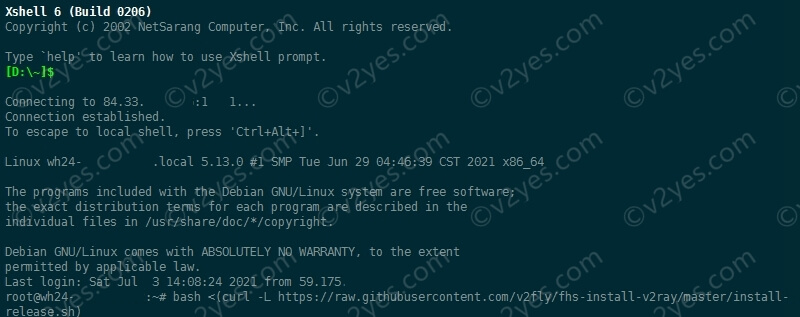 Xshell 6 (Build 0206)
Copyright (c) 2002 NetSarang Computer, Inc. All rights reserved.
Type `help' to learn how to use Xshell prompt.
[D:\~]$
Connecting to 84.33. :1 1...
Connection established.
To escape to local shell, press 'Ctrl+Alt+]'.
Linux wh24- .local 5.13.0 #1 SMP Tue Jun 29 04:46:39 CST 2021 x86_64
The programs included with the Debian GNU/Linux system are free software;
the exact distribution terms for each program are described in the
individual files in /usr/share/doc/*/copyright.
Debian GNU/Linux comes with ABSOLUTELY NO WARRANTY, to the extent
permitted by applicable law.
Last login: Sat Jul  3 14:08:24 2021 from 59.175.
root@wh24- :~# bash <(curl -L https://raw.githubusercontent.com/v2fly/fhs-install-v2ray/master/install-
release.sh)
©v2yes.com
©v2yes.com
©v2yes.com
©v2yes.com
©v2yes.com
©v2yes.com
©v2yes.com
©v2yes.com
©v2yes.com
©v2yes.com
©v2yes.com
©v2yes.com